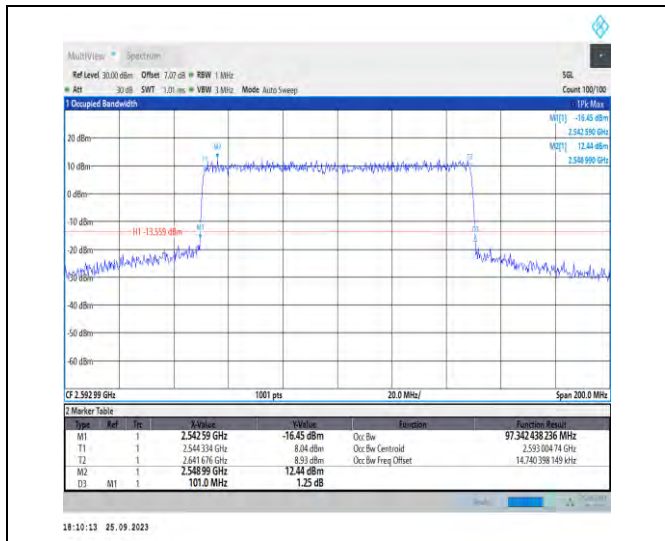 MultiView Spectrum
Ref Level 30.00 dBm Offset 7.07 dB RBW 1 MHz SGL
Att 30 dB SWT 1.01 ms VBW 3 MHz Mode Auto Sweep Count 100/100
1 Occupied Bandwidth 1Pk Max
M1[1] -16.45 dBm
2.542 590 GHz
M2[1] 12.44 dBm
2.548 990 GHz
20 dBm
M2
T1
10 dBm
0 dBm
-10 dBm
H1 -13.559 dBm
M1
D3
-20 dBm
-30 dBm
-40 dBm
-50 dBm
-60 dBm
CF 2.592 99 GHz 1001 pts 20.0 MHz/ Span 200.0 MHz
2 Marker Table
Type Ref Trc X-Value Y-Value Function Function Result
M1 1 2.542 59 GHz -16.45 dBm Occ Bw 97.342 438 236 MHz
T1 1 2.544 334 GHz 8.04 dBm Occ Bw Centroid 2.593 004 74 GHz
T2 1 2.641 676 GHz 8.93 dBm Occ Bw Freq Offset 14.740 398 149 kHz
M2 1 2.548 99 GHz 12.44 dBm
D3 M1 1 101.0 MHz 1.25 dB
18:10:13 25.09.2023